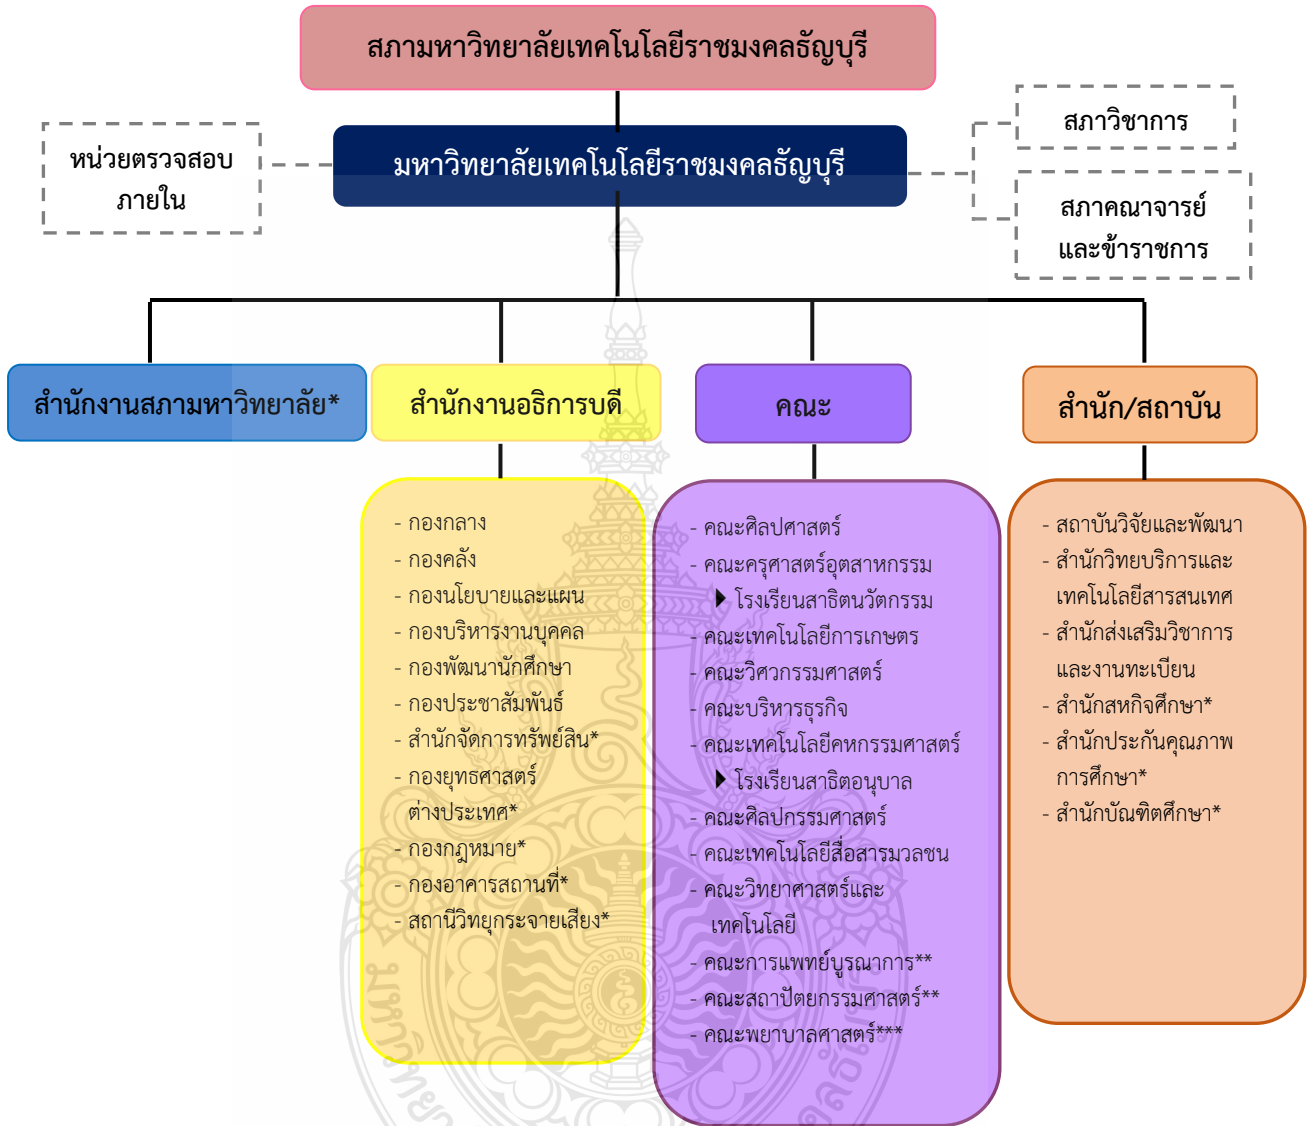 สภามหาวิทยาลัยเทคโนโลยีราชมงคลธัญบุรี
มหาวิทยาลัยเทคโนโลยีราชมงคลธัญบุรี
หน่วยตรวจสอบ
ภายใน
สภาวิชาการ
สภาคณาจารย์
และข้าราชการ
สำนักงานสภามหาวิทยาลัย*
สำนักงานอธิการบดี
- กองกลาง
- กองคลัง
- กองนโยบายและแผน
- กองบริหารงานบุคคล
- กองพัฒนานักศึกษา
- กองประชาสัมพันธ์
- สำนักจัดการทรัพย์สิน*
- กองยุทธศาสตร์
ต่างประเทศ*
- กองกฎหมาย*
- กองอาคารสถานที่*
- สถานีวิทยุกระจายเสียง*
คณะ
- คณะศิลปศาสตร์
- คณะครุศาสตร์อุตสาหกรรม
โรงเรียนสาธิตนวัตกรรม
- คณะเทคโนโลยีการเกษตร
- คณะวิศวกรรมศาสตร์
- คณะบริหารธุรกิจ
- คณะเทคโนโลยีคหกรรมศาสตร์
โรงเรียนสาธิตอนุบาล
- คณะศิลปกรรมศาสตร์
- คณะเทคโนโลยีสื่อสารมวลชน
- คณะวิทยาศาสตร์และ
เทคโนโลยี
- คณะการแพทย์บูรณาการ**
- คณะสถาปัตยกรรมศาสตร์**
- คณะพยาบาลศาสตร์***
สำนัก/สถาบัน
- สถาบันวิจัยและพัฒนา
- สำนักวิทยบริการและ
เทคโนโลยีสารสนเทศ
- สำนักส่งเสริมวิชาการ
และงานทะเบียน
- สำนักสหกิจศึกษา*
- สำนักประกันคุณภาพ
การศึกษา*
- สำนักบัณฑิตศึกษา*